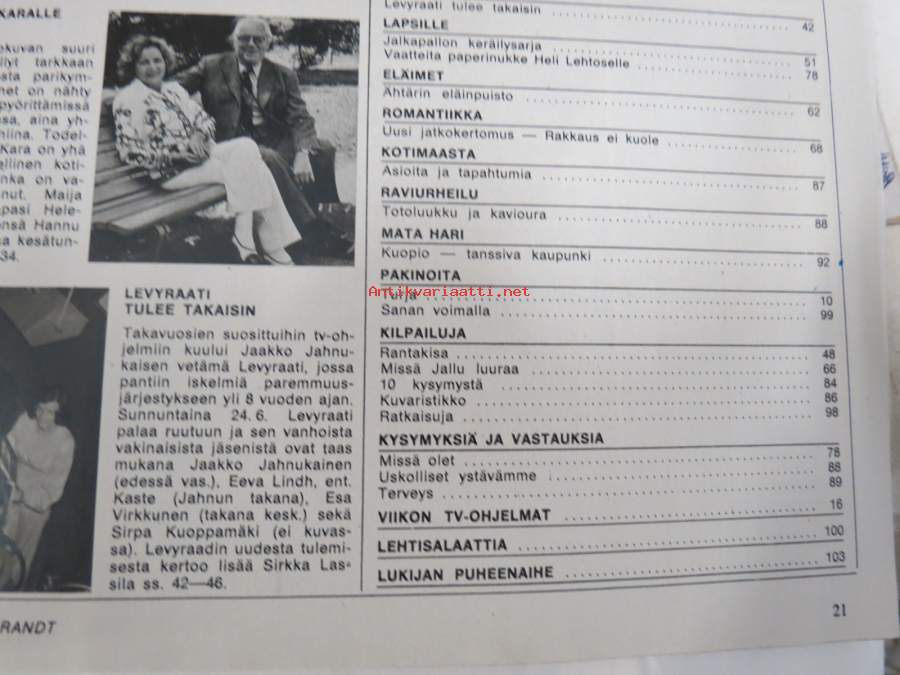 KARALLE
ekuvan suuri
llyt tarkkaan
osta parikym-
net on nähty
pyörittämissä
ssa, aina yh-
niina. Todel-
Kara on yhä
ellinen koti-
nka on va-
nut. Maija
pasi Hele-
nsä Hannu
a kesätun-
34.
LEVYRAATI
TULEE TAKAISIN
Takavuosien suosittuihin tv-oh-
jelmiin kuului Jaakko Jahnu-
kaisen vetämä Levyraati, jossa
pantiin iskelmiä paremmuus-
järjestykseen yli 8 vuoden ajan.
Sunnuntaina 24.6. Levyraati
palaa ruutuun ja sen vanhoista
vakinaisista jäsenistä ovat taas
mukana Jaakko Jahnukainen
(edessä vas.), Eeva Lindh, ent.
Kaste (Jahnun takana), Esa
Virkkunen (takana kesk.) sekä
Sirpa Kuoppamäki (ei kuvas-
sa). Levyraadin uudesta tulemi-
sesta kertoo lisää Sirkka Las-
sila ss. 42—46.
RANDT
Levyraati tulee takaisin 42
LAPSILLE
Jalkapallon keräilysarja 51
Vaatteita paperinukke Heli Lehtoselle 78
ELÄIMET
Ähtärin eläinpuisto 62
ROMANTIIKKA
Uusi jatkokertomus — Rakkaus ei kuole 68
KOTIMAASTA
Asioita ja tapahtumia 87
RAVIURHEILU
Totoluukku ja kavioura 88
MATA HARI
Kuopio — tanssiva kaupunki 92
PAKINOITA
Antikvariaatti.net
10
Sanan voimalla 99
KILPAILUJA
Rantakisa 48
Missä Jallu luuraa 66
10 kysymystä 84
Kuvaristikko 86
Ratkaisuja 98
KYSYMYKSIÄ JA VASTAUKSIA
Missä olet 78
Uskolliset ystävämme 88
Terveys 89
VIIKON TV-OHJELMAT 16
LEHTISALAATTIA 100
LUKIJAN PUHEENAIHE 103
21